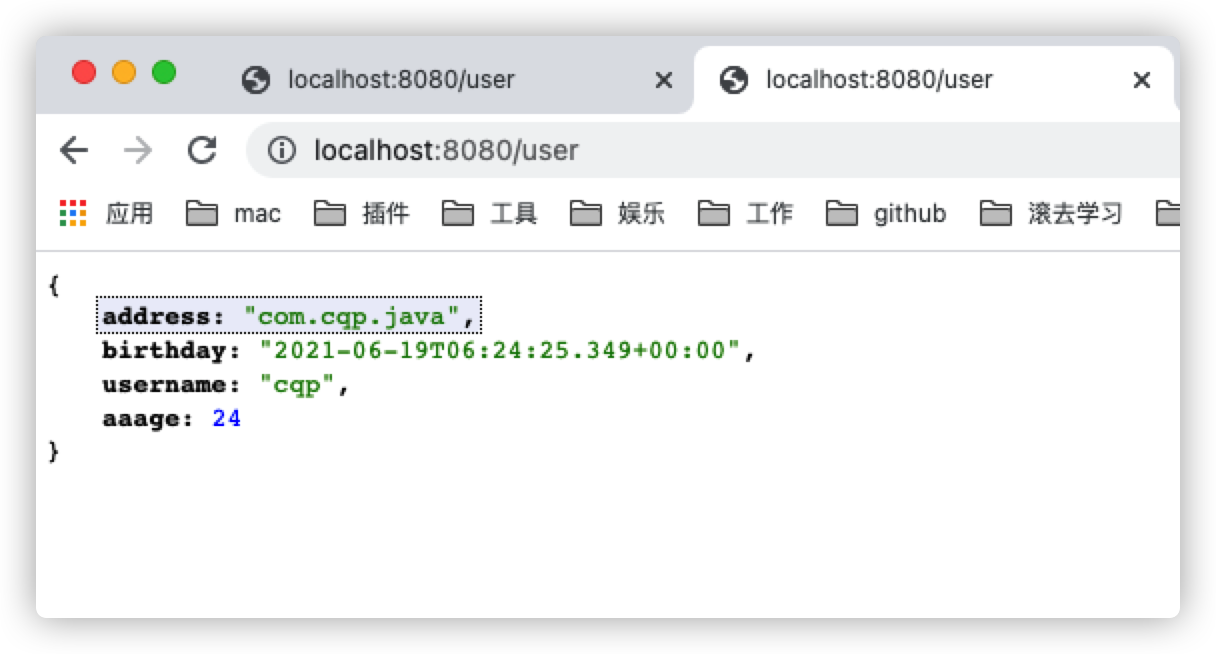 localhost:8080/user localhost:8080/user
localhost:8080/user
应用 mac 插件 工具 娱乐 工作 github 滚去学习
{
address: "com.cqp.java",
birthday: "2021-06-19T06:24:25.349+00:00",
username: "cqp",
aaage: 24
}